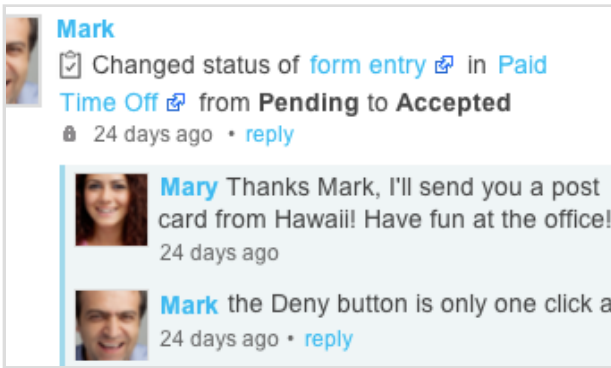 Mark
Changed status of form entry in Paid
Time Off from Pending to Accepted
24 days ago • reply
Mary Thanks Mark, I'll send you a post
card from Hawaii! Have fun at the office!
24 days ago
Mark the Deny button is only one click a
24 days ago • reply